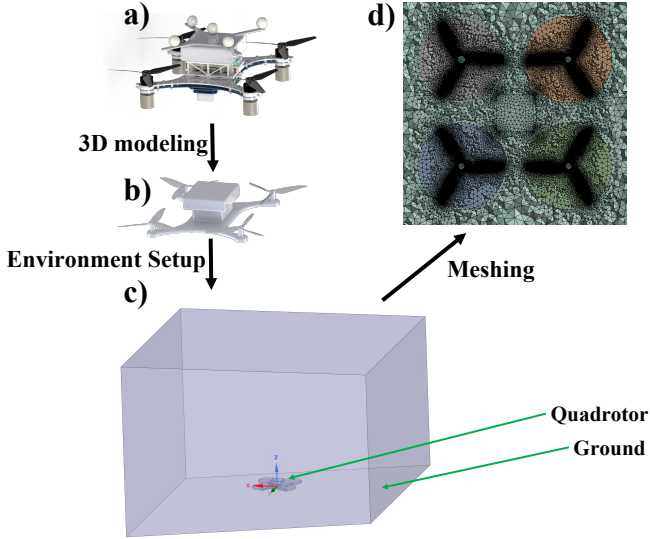 a)
3D modeling
b)
Environment Setup
c)
d)
Meshing
Quadrotor
Ground
Z
X